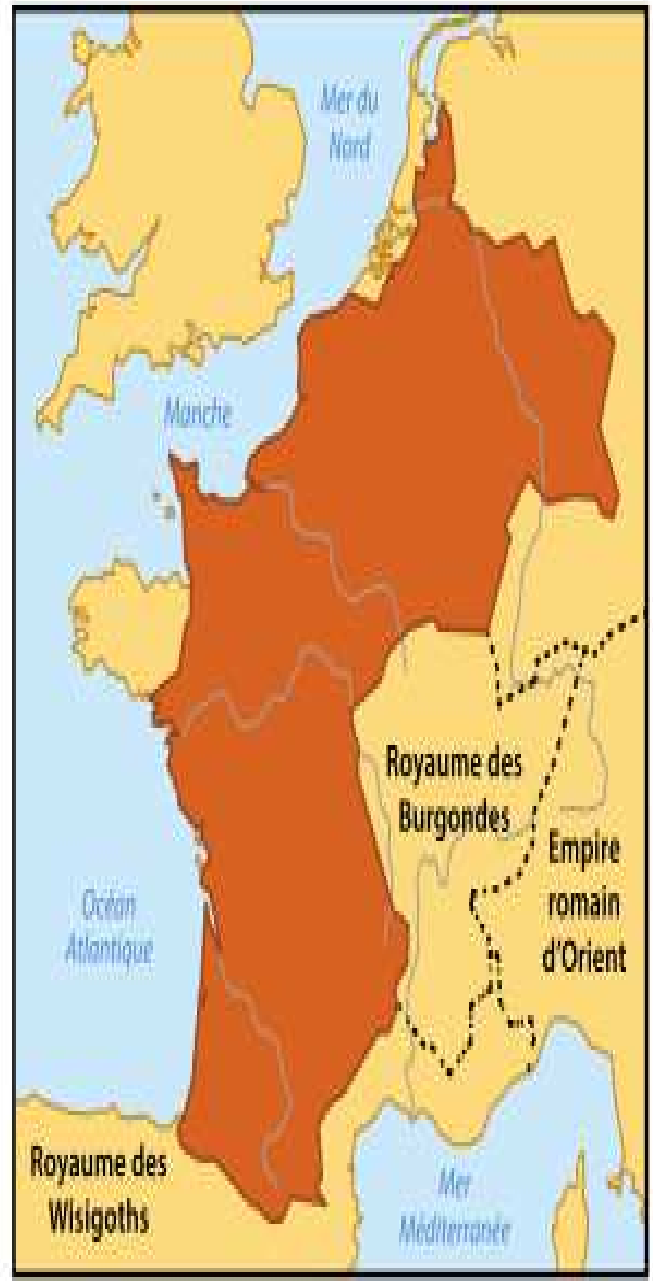 Mer du
Nord
Manche
Royaume des
Burgondes
Empire
romain
d'Orient
Océan
Atlantique
Royaume des
Wisigoths
Mer
Méditerranée